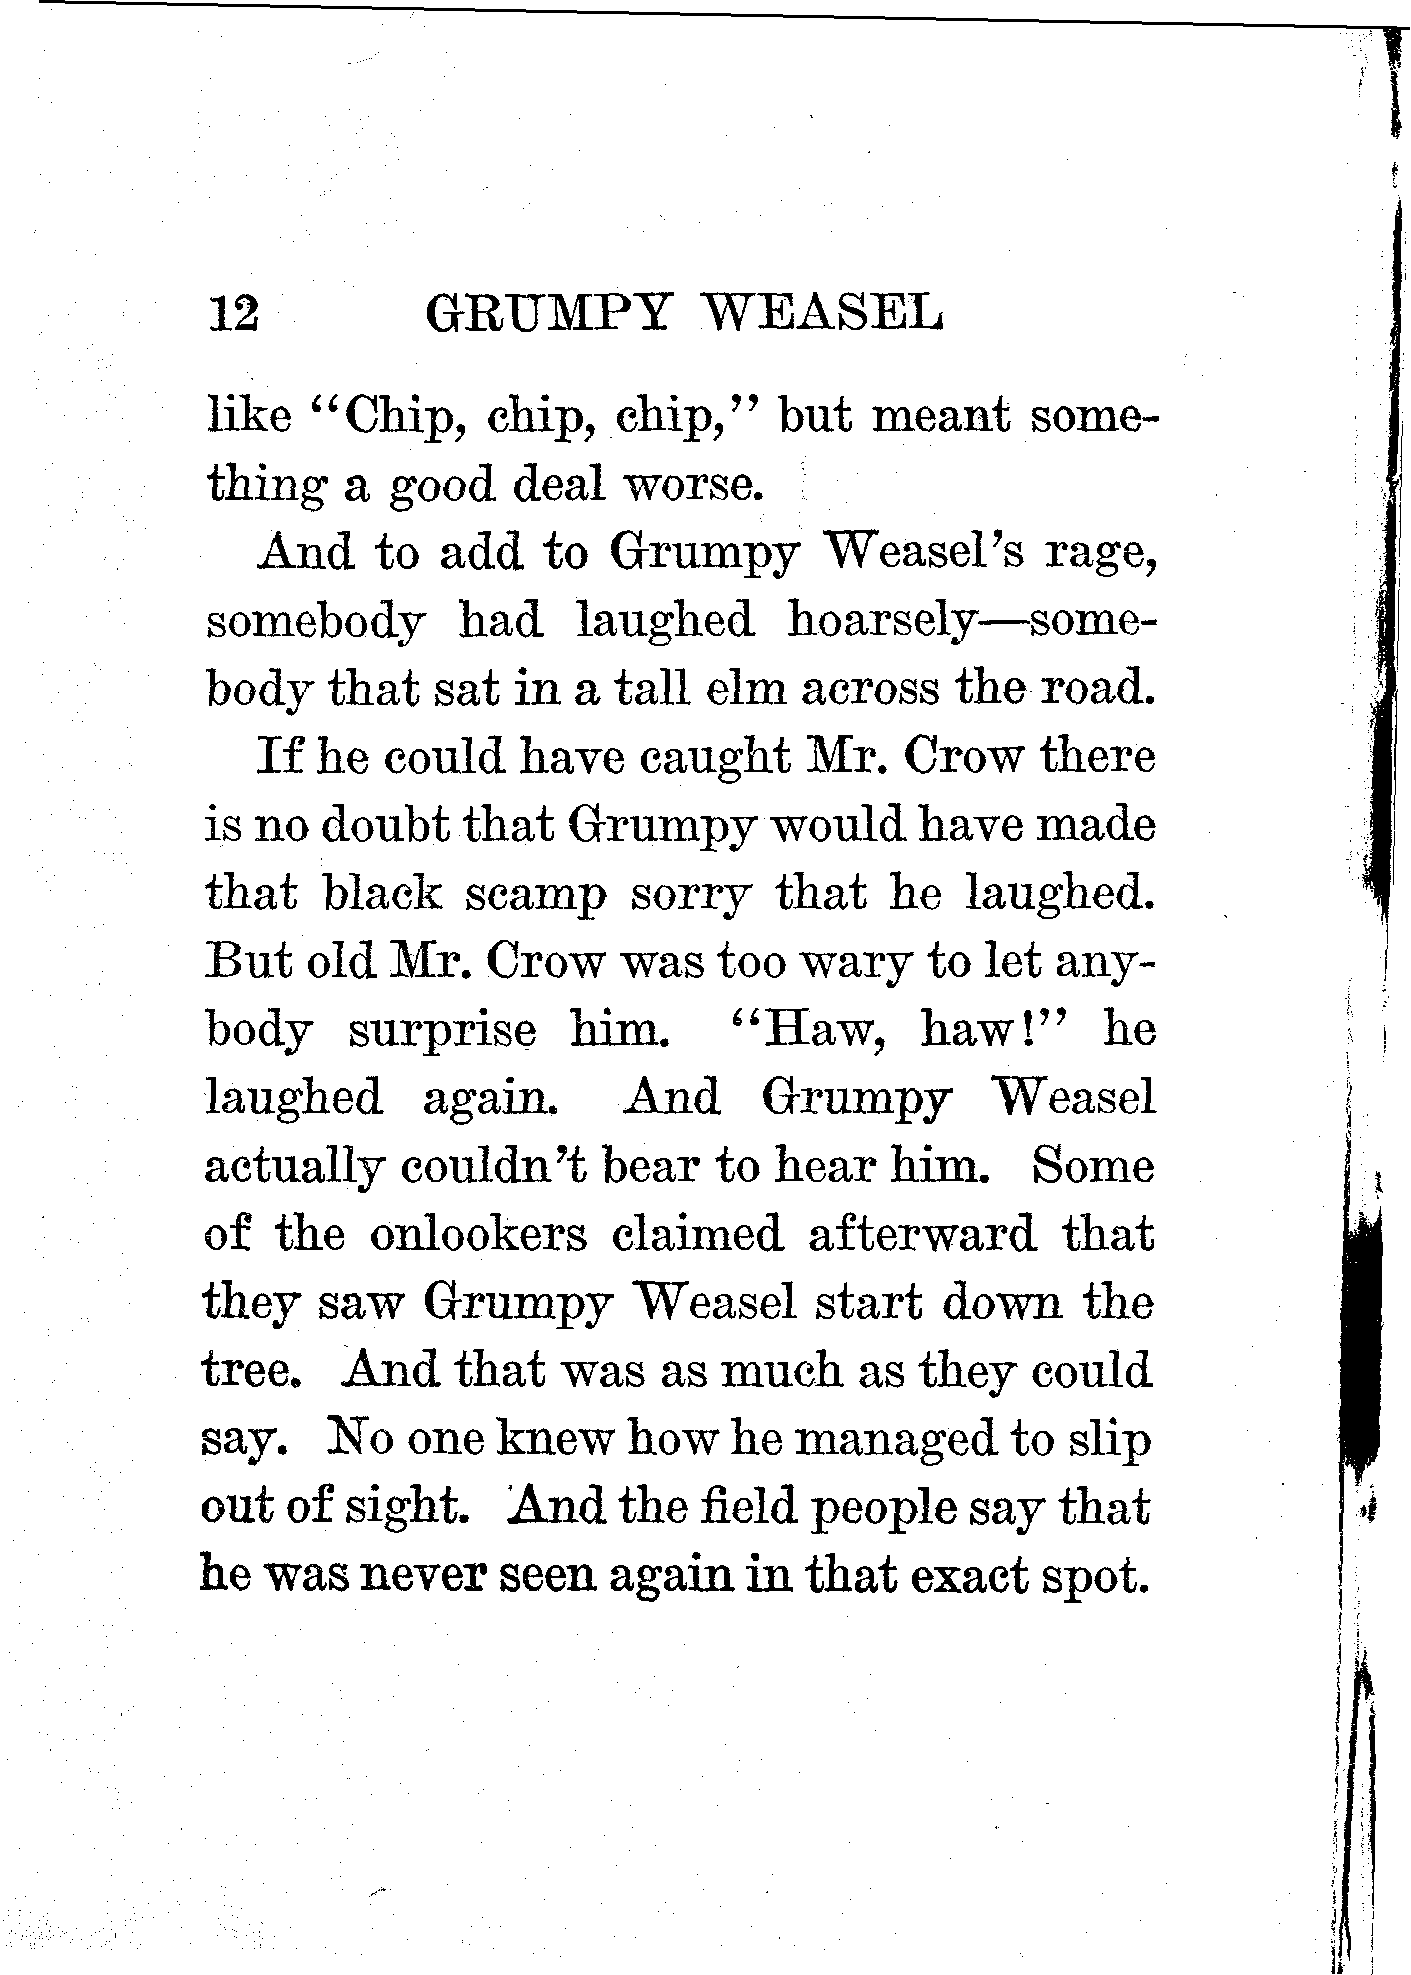 12 GRUMPY WEASEL
like "Chip, chip, chip," but meant some-
thing a good deal worse.
And to add to Grumpy Weasel's rage,
somebody had laughed hoarsely—some-
body that sat in a tall elm across the road.
If he could have caught Mr. Crow there
is no doubt that Grumpy would have made
that black scamp sorry that he laughed.
But old Mr. Crow was too wary to let any-
body surprise him. "Haw, haw!" he
laughed again. And Grumpy Weasel
actually couldn't bear to hear him. Some
of the onlookers claimed afterward that
they saw Grumpy Weasel start down the
tree. And that was as much as they could
say. No one knew how he managed to slip
out of sight. And the field people say that
he was never seen again in that exact spot.